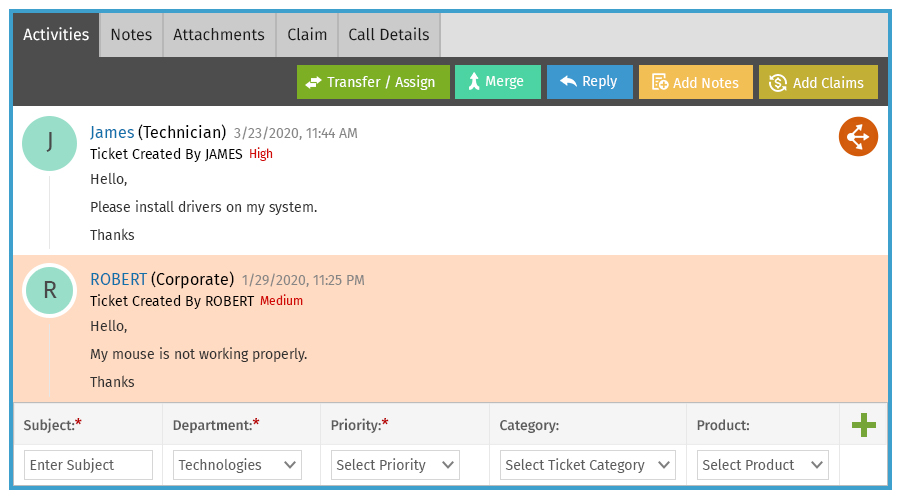 Activities Notes Attachments Claim Call Details
Transfer / Assign Merge Reply Add Notes Add Claims
J
James (Technician) 3/23/2020, 11:44 AM
Ticket Created By JAMES High
Hello,
Please install drivers on my system.
Thanks
R
ROBERT (Corporate) 1/29/2020, 11:25 PM
Ticket Created By ROBERT Medium
Hello,
My mouse is not working properly.
Thanks
Subject:* Department:* Priority:* Category: Product:
Enter Subject Technologies Select Priority Select Ticket Category Select Product